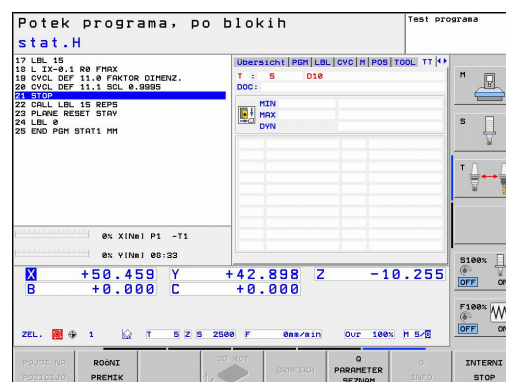 Potek programa, po blokih
Test programa
stat.H
17 LBL 15
18 L IX-0.1 R0 FMAX
19 CYCL DEF 11.0 FAKTOR DIMENZ.
20 CYCL DEF 11.1 SCL 0.9995
21 STOP
22 CALL LBL 15 REP5
23 PLANE RESET STAY
24 LBL 0
25 END PGM STAT1 MM
Übersicht PGM LBL CYC M POS TOOL TT
T : 5 D10
DOC:
MIN
MAX
DYN
0% X[Nm] P1 -T1
0% Y[Nm] 08:33
X +50.459 Y +42.898 Z -10.255
B +0.000 C +0.000
ZEL. 1 T 5 Z S 2500 F 0mm/min Ovr 100% M 5/8
M
S
T
S100%
OFF ON
F100%
OFF ON
POJDI NA POZICIJO
ROČNI PREMIK
3D ROT
GRAFIKA
Q PARAMETER SEZNAM
Q INFO
INTERNI STOP